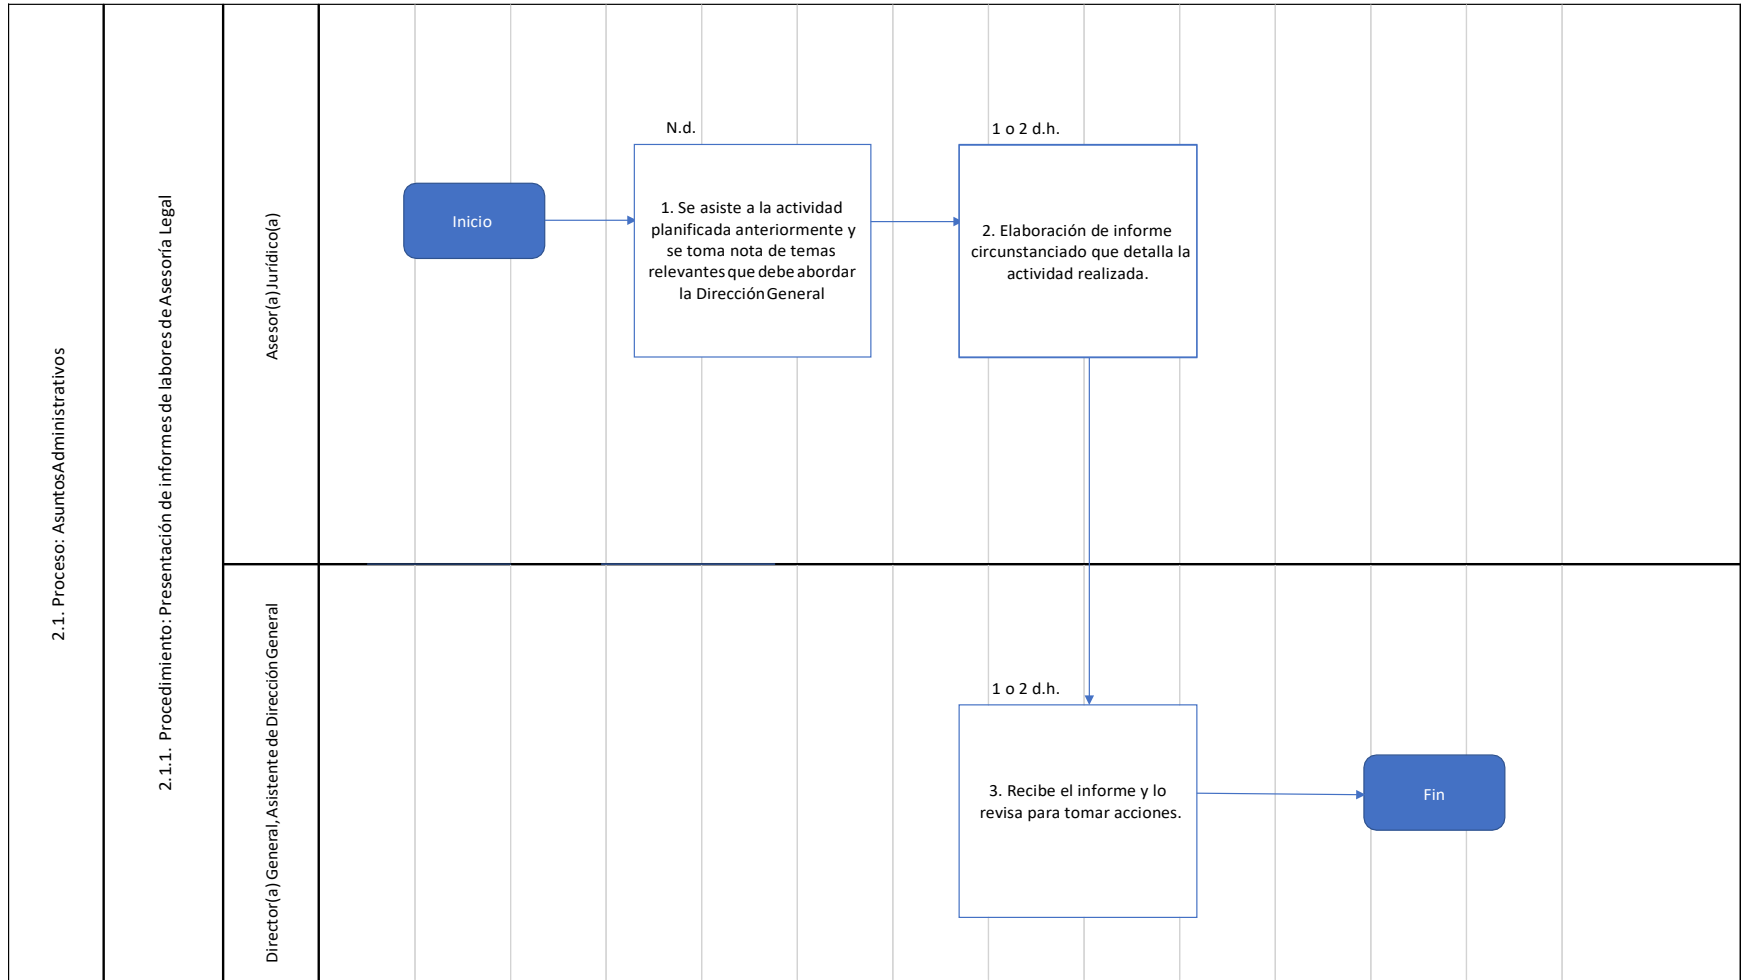 2.1. Proceso: Asuntos Administrativos
2.1.1. Procedimiento: Presentación de informes de labores de Asesoría Legal
Asesor(a) Jurídico(a)
Inicio
N.d.
1. Se asiste a la actividad
planificada anteriormente y
se toma nota de temas
relevantes que debe abordar
la Dirección General
1 o 2 d.h.
2. Elaboración de informe
circunstanciado que detalla la
actividad realizada.
Director(a) General, Asistente de Dirección General
1 o 2 d.h.
3. Recibe el informe y lo
revisa para tomar acciones.
Fin